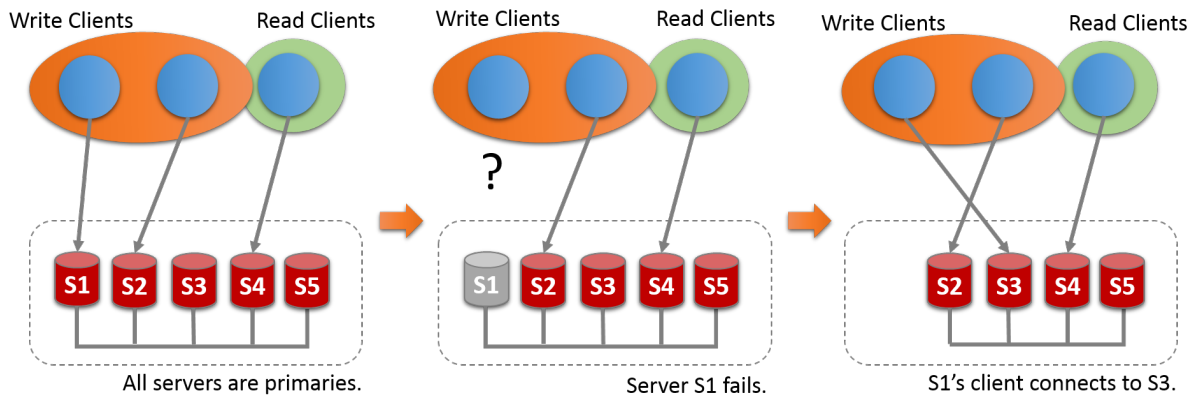 Write Clients
Read Clients
S1
S2
S3
S4
S5
All servers are primaries.
Write Clients
Read Clients
?
S1
S2
S3
S4
S5
Server S1 fails.
Write Clients
Read Clients
S2
S3
S4
S5
S1's client connects to S3.